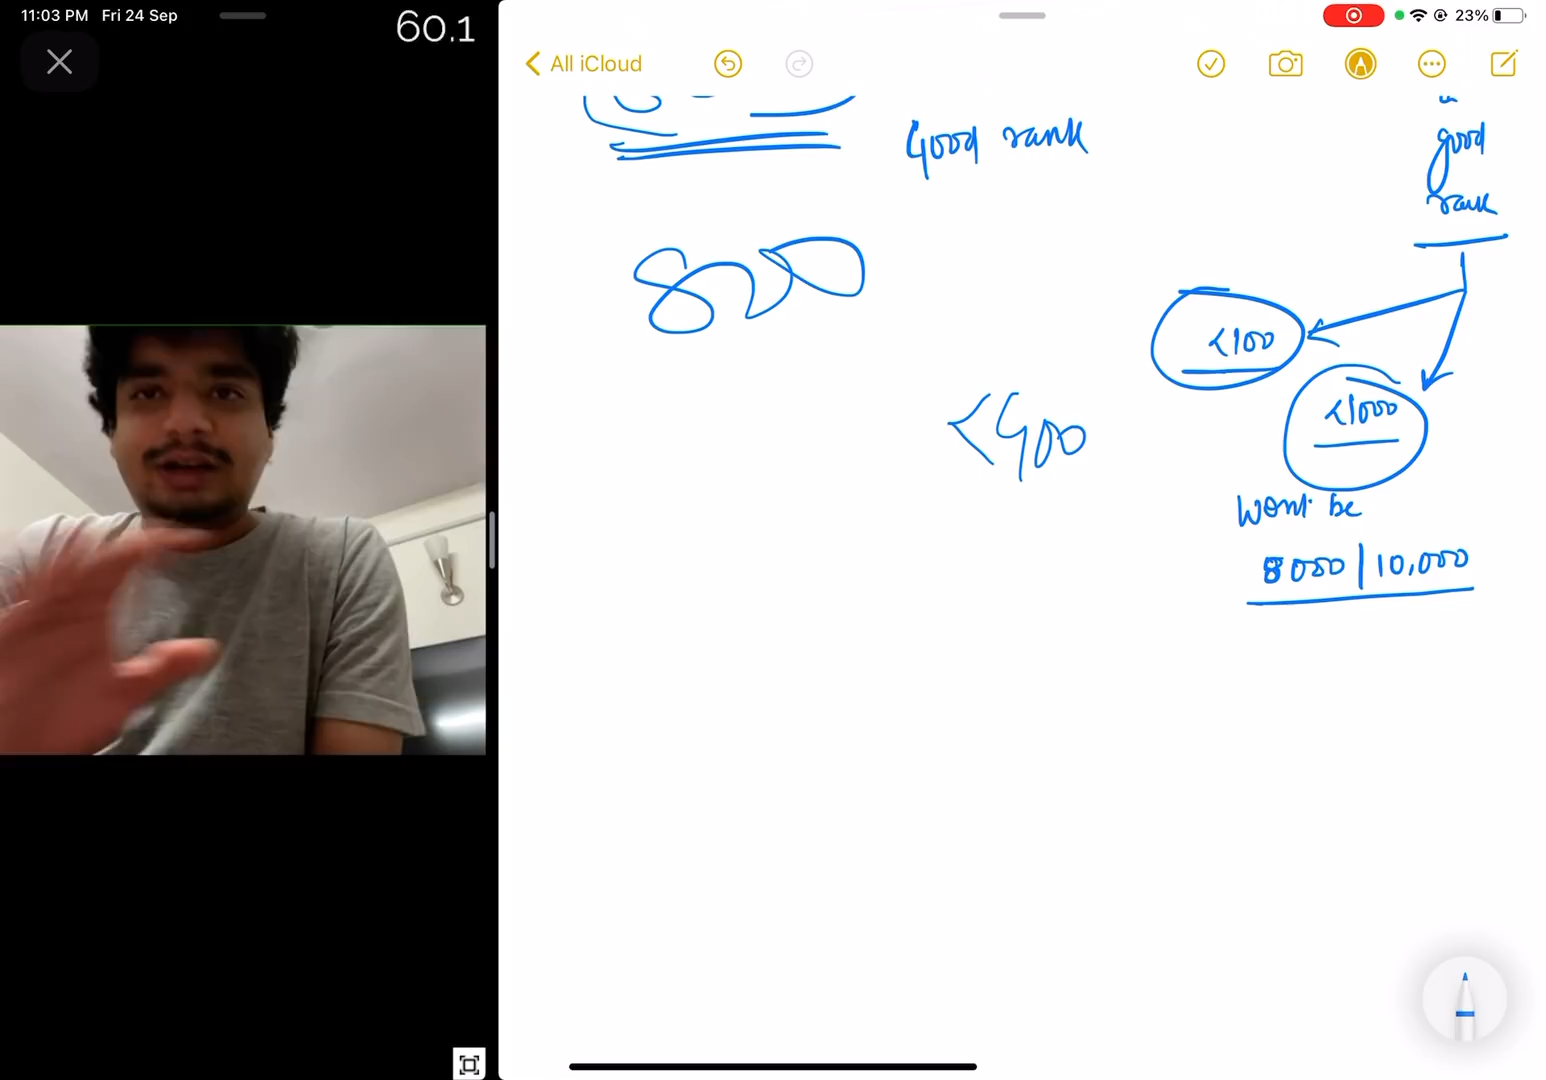 11:03 PM Fri 24 Sep
60.1
23%
All iCloud
Good rank
a
good
rank
800
<100
<1000
<400
Wont be
8000 | 10,000